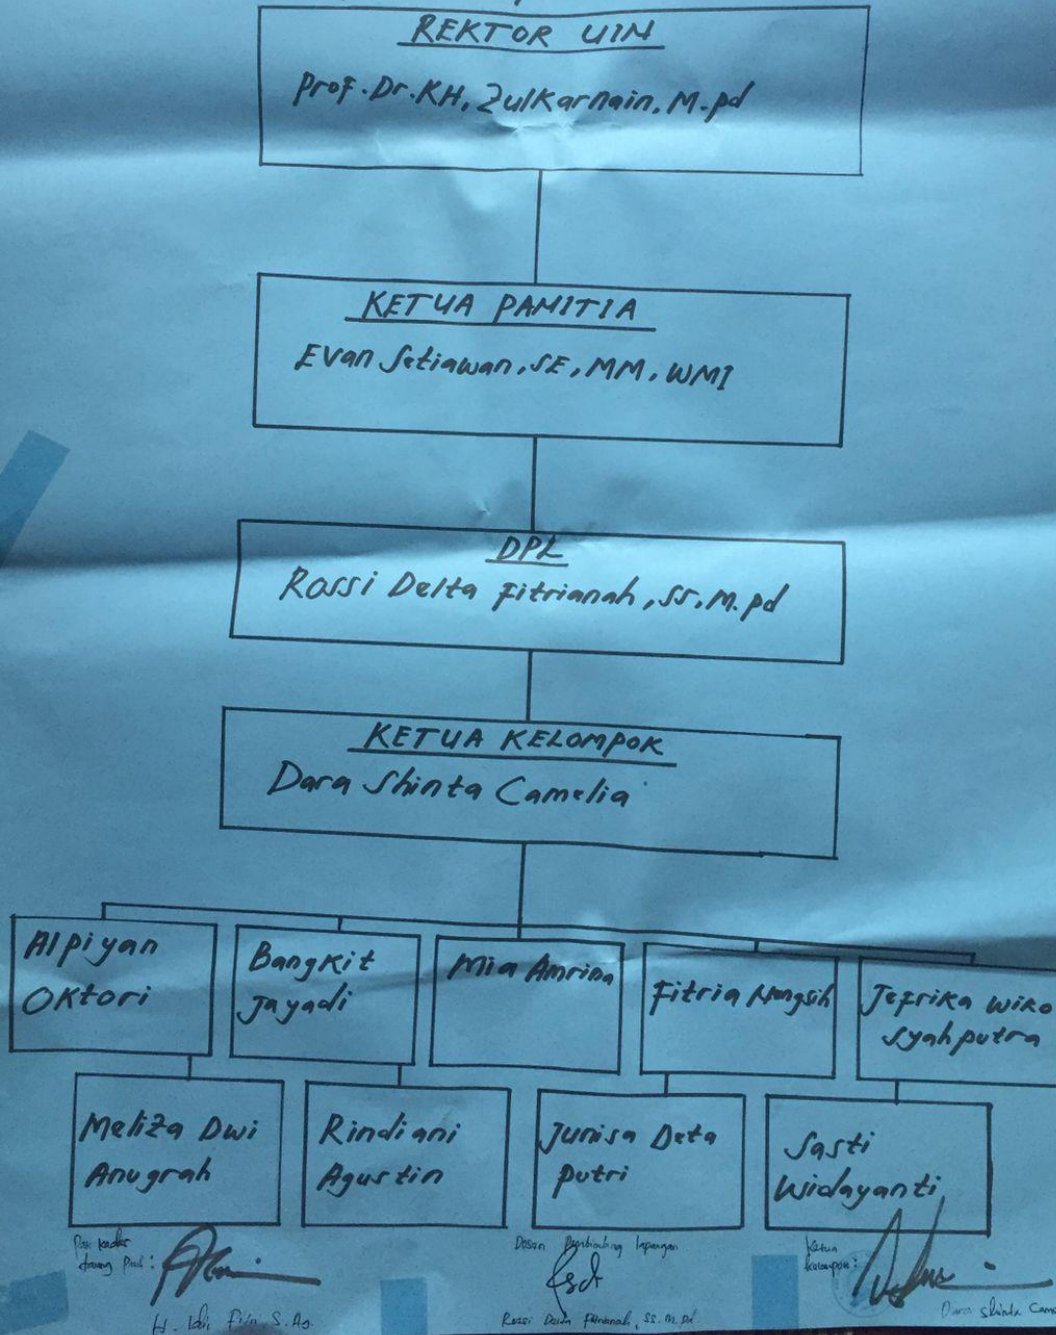 REKTOR UIN
Prof. Dr. KH, Zulkarnain, M.pd
KETUA PANITIA
Evan Setiawan, SE, MM, WMI
DPL
Rossi Delta Fitrianah, SS, M.pd
KETUA KELOMPOK
Dara Shinta Camelia
Alpiyan
Oktori
Bangkit
Jayadi
Mia Amrina
Fitria Nengsih
Jefrika Wiko
Syahputra
Meliza Dwi
Anugrah
Rindiani
Agustin
Junisa Deta
Putri
Sasti
Widayanti
Dosen Pembimbing lapangan
Ketua
kelompok :
H. S. Ag.
Rossi Delta Fitrianah, SS. M.pd
Dara Shinta Came